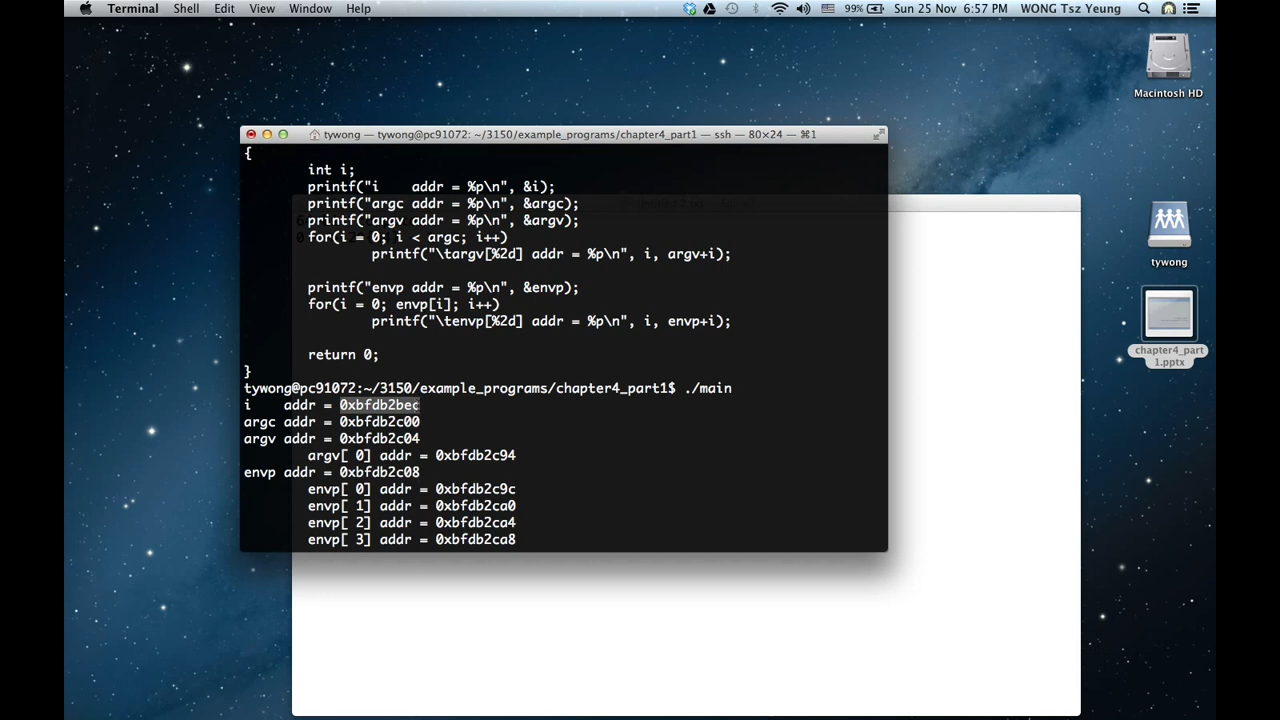 Terminal Shell Edit View Window Help 99% Sun 25 Nov 6:57 PM WONG Tsz Yeung
Macintosh HD
tywong
chapter4_part
1.pptx
tywong — tywong@pc91072: ~/3150/example_programs/chapter4_part1 — ssh — 80×24 — ⌘1
{
int i;
printf("i    addr = %p\n", &i);
printf("argc addr = %p\n", &argc);
printf("argv addr = %p\n", &argv);
for(i = 0; i < argc; i++)
printf("\targv[%2d] addr = %p\n", i, argv+i);
printf("envp addr = %p\n", &envp);
for(i = 0; envp[i]; i++)
printf("\tenvp[%2d] addr = %p\n", i, envp+i);
return 0;
}
tywong@pc91072:~/3150/example_programs/chapter4_part1$ ./main
i    addr = 0xbfdb2bec
argc addr = 0xbfdb2c00
argv addr = 0xbfdb2c04
argv[ 0] addr = 0xbfdb2c94
envp addr = 0xbfdb2c08
envp[ 0] addr = 0xbfdb2c9c
envp[ 1] addr = 0xbfdb2ca0
envp[ 2] addr = 0xbfdb2ca4
envp[ 3] addr = 0xbfdb2ca8